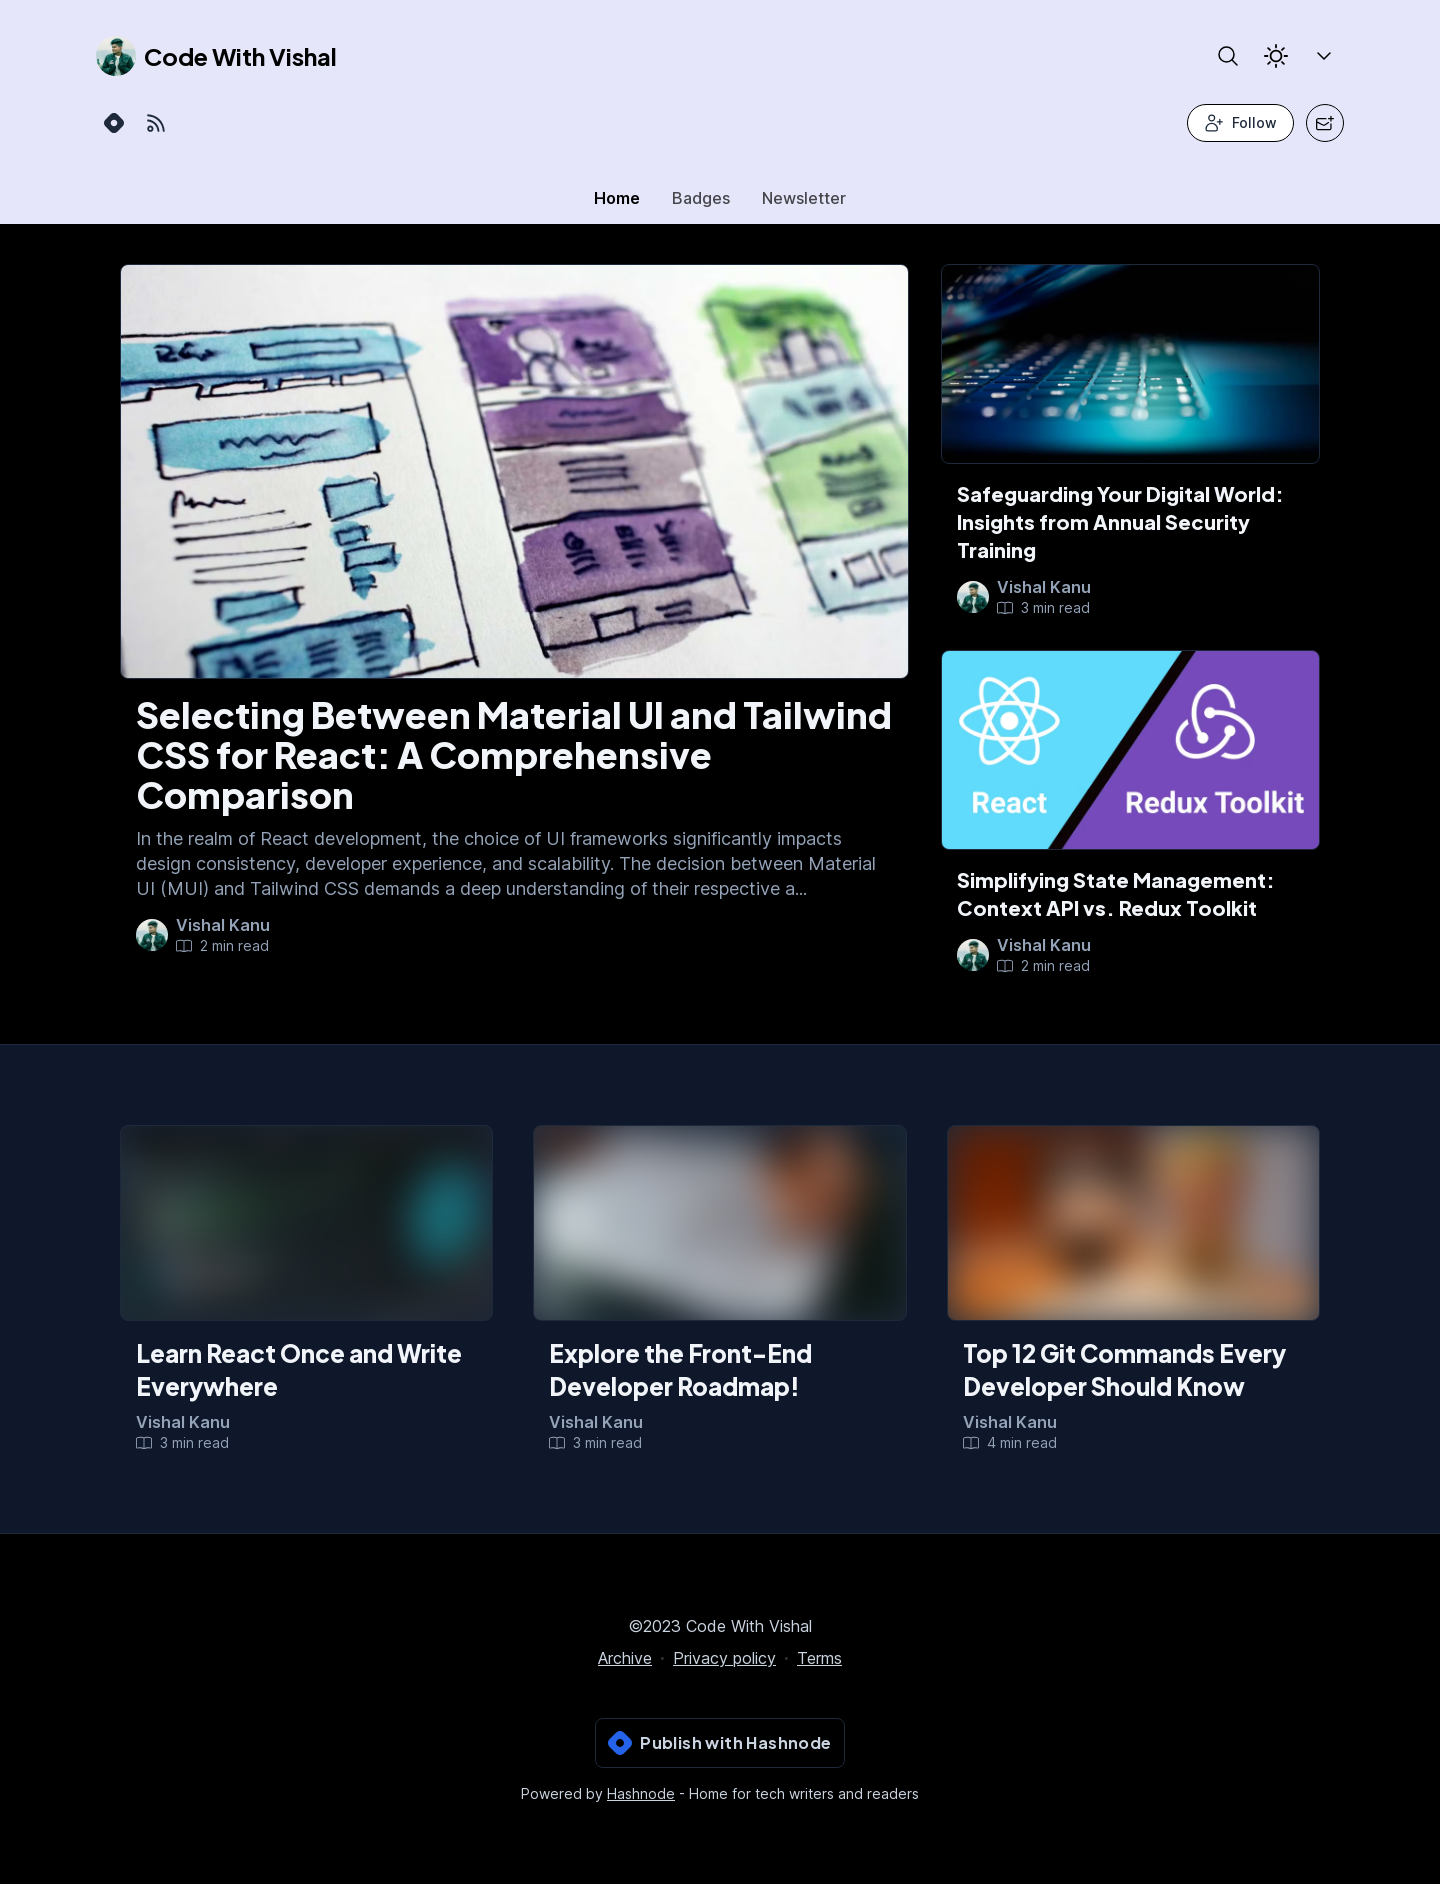 Code With Vishal
Follow
Home
Badges
Newsletter
Selecting Between Material UI and Tailwind
CSS for React: A Comprehensive
Comparison
In the realm of React development, the choice of UI frameworks significantly impacts
design consistency, developer experience, and scalability. The decision between Material
UI (MUI) and Tailwind CSS demands a deep understanding of their respective a...
Vishal Kanu
2 min read
Safeguarding Your Digital World:
Insights from Annual Security
Training
Vishal Kanu
3 min read
React
Redux Toolkit
Simplifying State Management:
Context API vs. Redux Toolkit
Vishal Kanu
2 min read
Learn React Once and Write
Everywhere
Vishal Kanu
3 min read
Explore the Front-End
Developer Roadmap!
Vishal Kanu
3 min read
Top 12 Git Commands Every
Developer Should Know
Vishal Kanu
4 min read
©2023 Code With Vishal
Archive · Privacy policy · Terms
Publish with Hashnode
Powered by Hashnode - Home for tech writers and readers